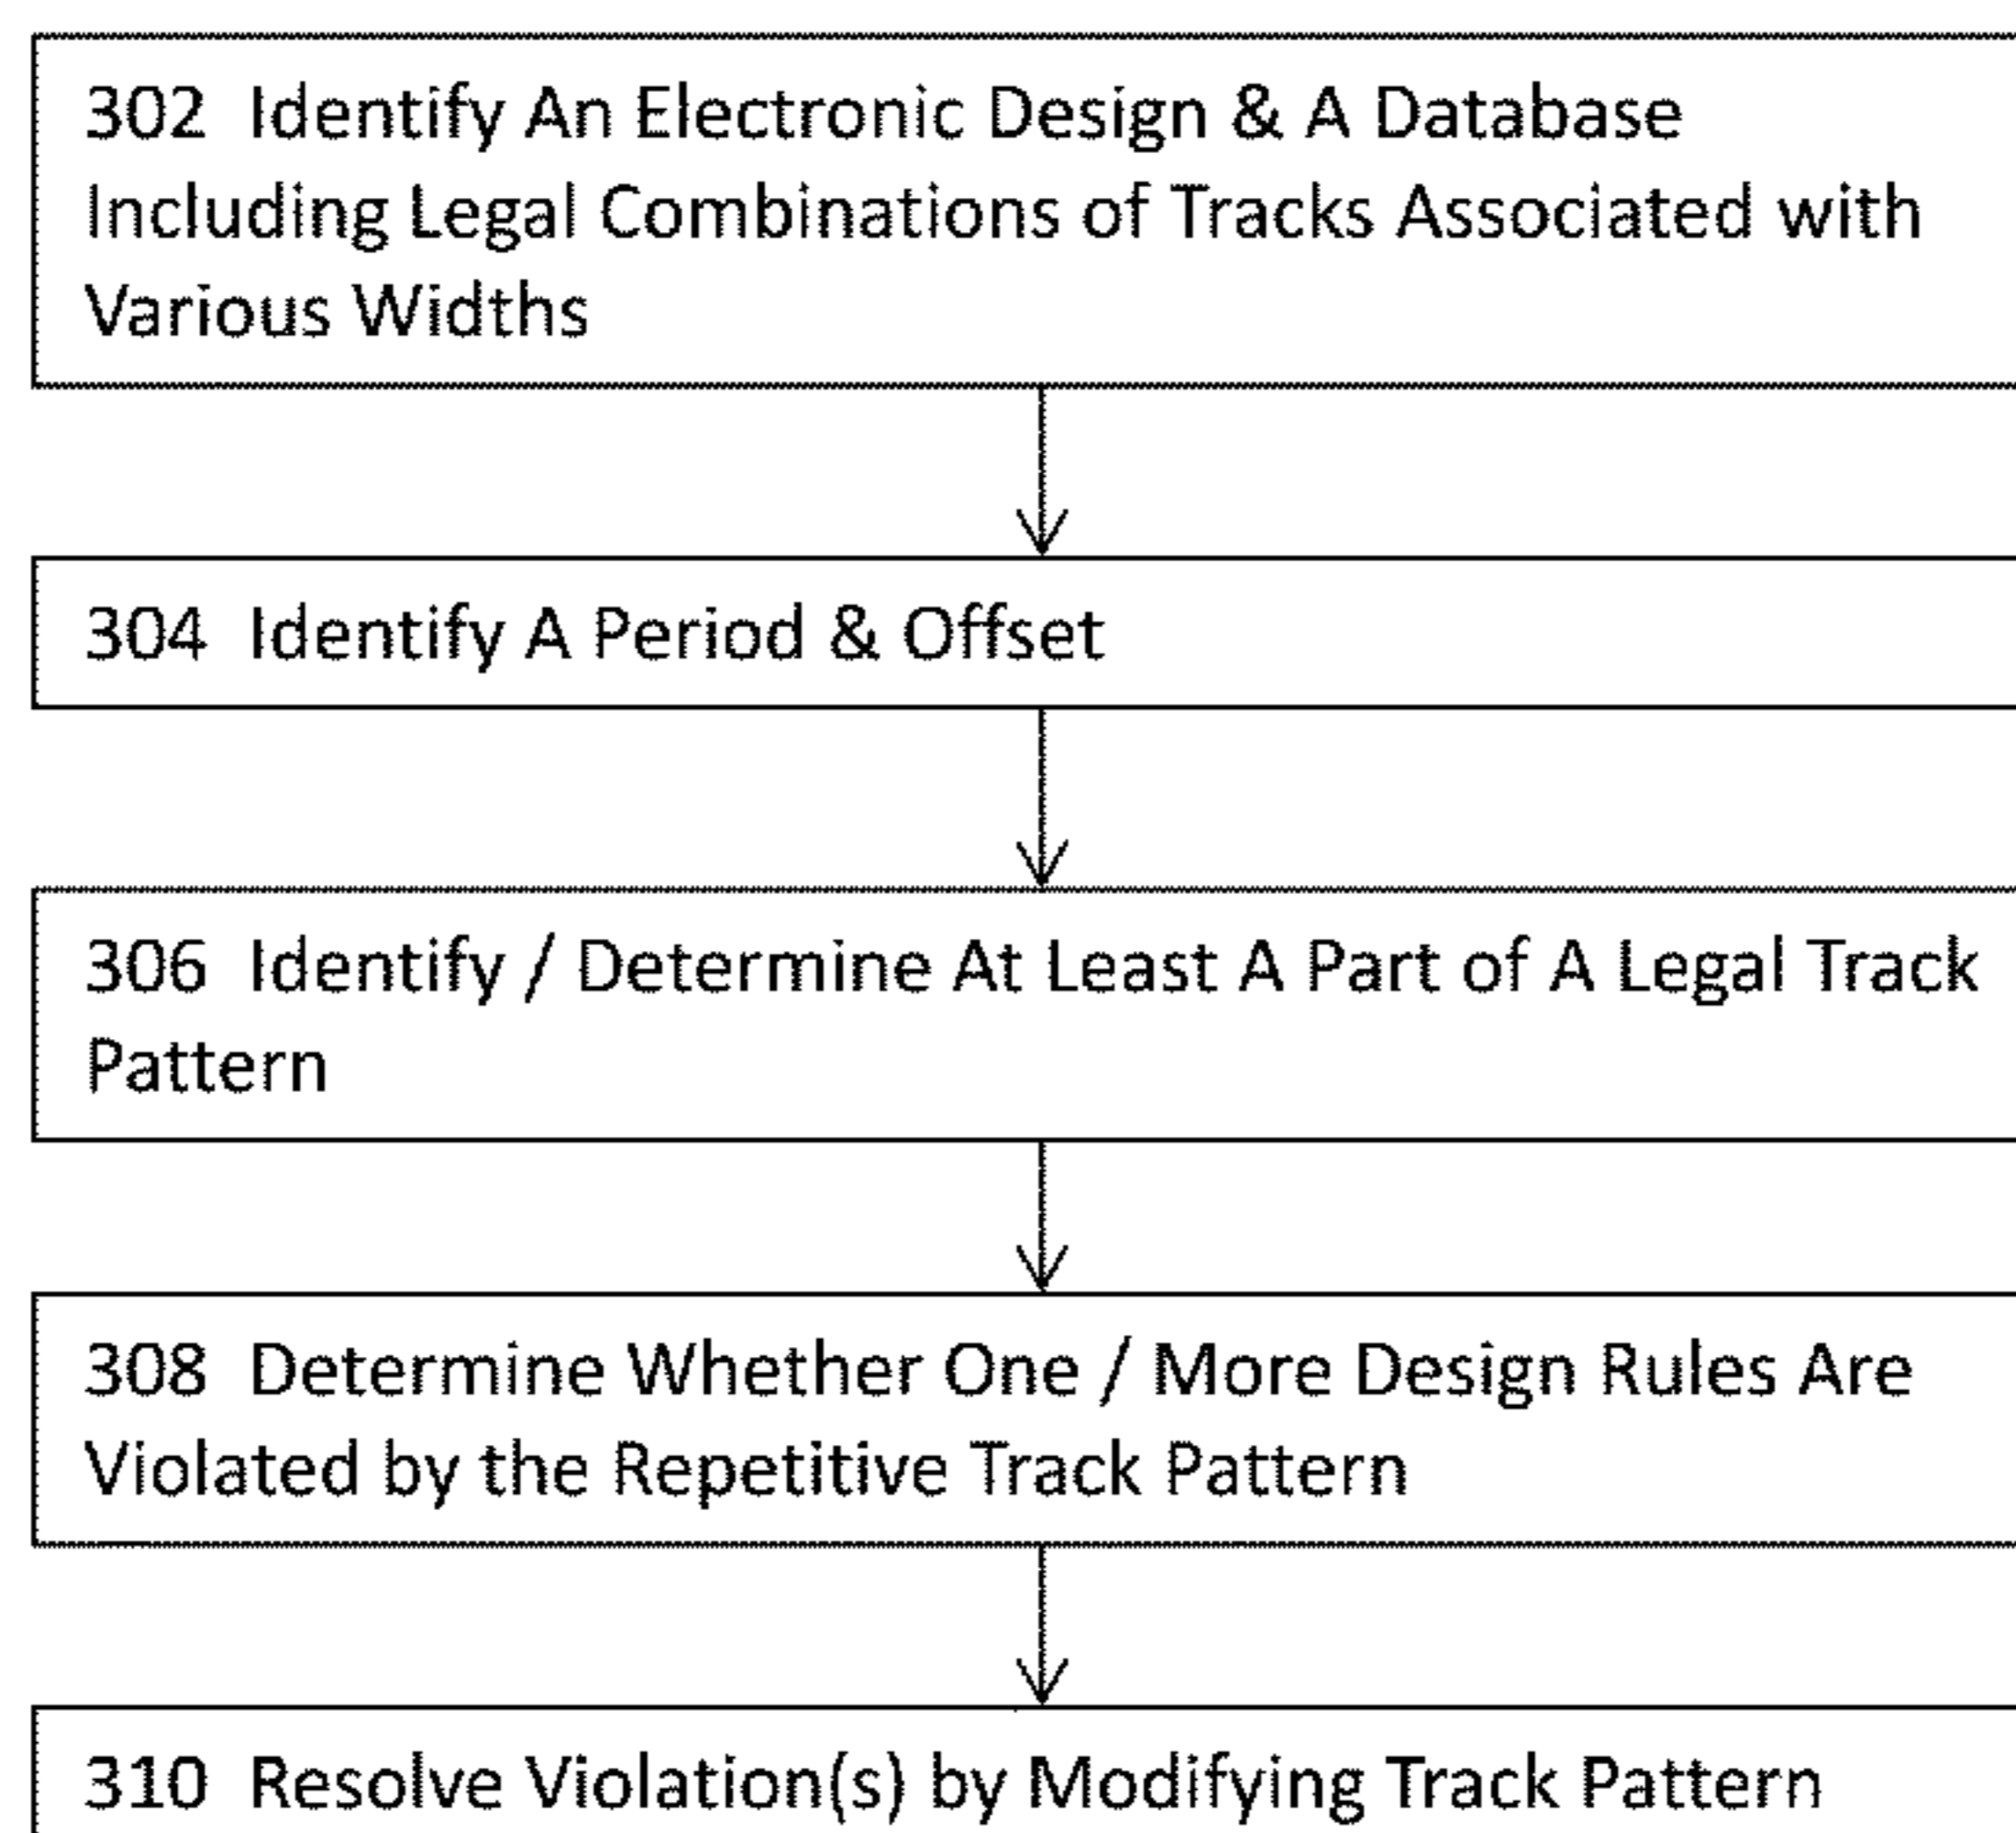 302 Identify An Electronic Design & A Database
Including Legal Combinations of Tracks Associated with
Various Widths
304 Identify A Period & Offset
306 Identify / Determine At Least A Part of A Legal Track
Pattern
308 Determine Whether One / More Design Rules Are
Violated by the Repetitive Track Pattern
310 Resolve Violation(s) by Modifying Track Pattern